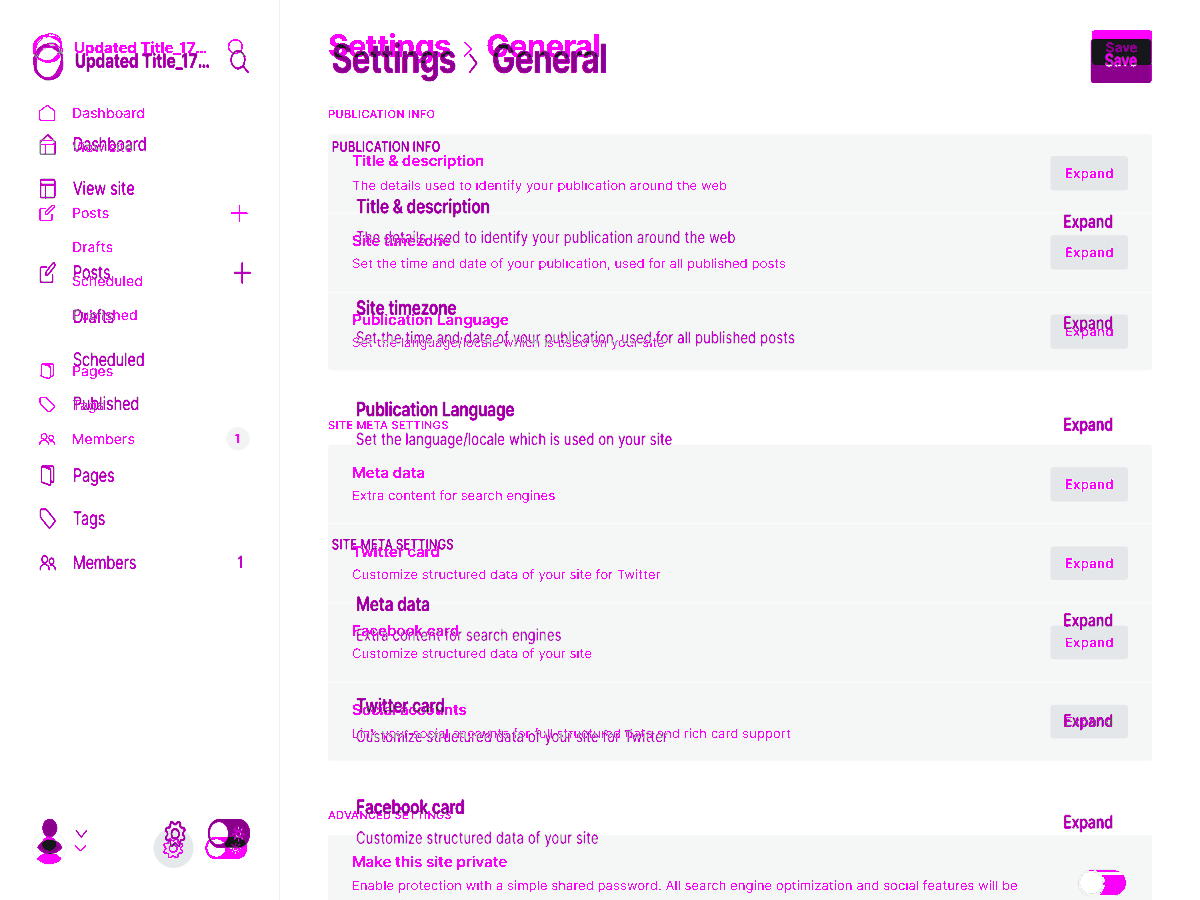 Updated Title_17...
Updated Title_17...
Dashboard
Dashboard
View site
View site
Posts
Drafts
Posts
Scheduled
Published
Drafts
Scheduled
Pages
Tags
Published
Members 1
Pages
Tags
Members 1
Settings > General
Settings > General
Save
Save
PUBLICATION INFO
PUBLICATION INFO
Title & description
Expand
The details used to identify your publication around the web
Title & description
Expand
The details used to identify your publication around the web
Site timezone
Expand
Set the time and date of your publication, used for all published posts
Site timezone
Expand
Publication Language
Expand
Set the time and date of your publication, used for all published posts
Set the language/locale which is used on your site
Publication Language
Expand
SITE META SETTINGS
Set the language/locale which is used on your site
Meta data
Expand
Extra content for search engines
SITE META SETTINGS
Twitter card
Expand
Customize structured data of your site for Twitter
Meta data
Expand
Facebook card
Expand
Extra content for search engines
Customize structured data of your site
Twitter card
Expand
Social accounts
Expand
Link your social accounts for full structured data and rich card support
Customize structured data of your site for Twitter
Facebook card
Expand
ADVANCED SETTINGS
Customize structured data of your site
Make this site private
Enable protection with a simple shared password. All search engine optimization and social features will be